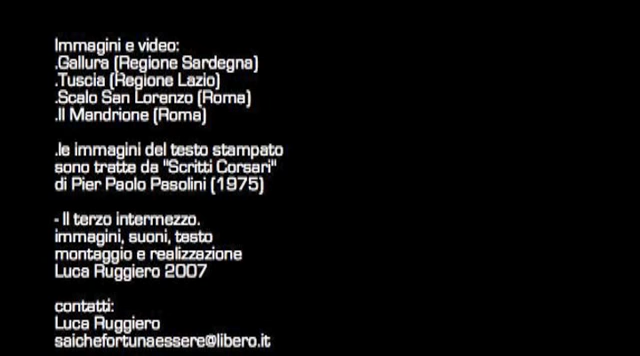 Immagini e video:
.Gallura (Regione Sardegna)
.Tuscia (Regione Lazio)
.Scalo San Lorenzo (Roma)
.Il Mandrione (Roma)
.le immagini del testo stampato
sono tratte da "Scritti Corsari"
di Pier Paolo Pasolini (1975)
- Il terzo intermezzo.
immagini, suoni, testo
montaggio e realizzazione
Luca Ruggiero 2007
contatti:
Luca Ruggiero
saichefortunaessere@libero.it